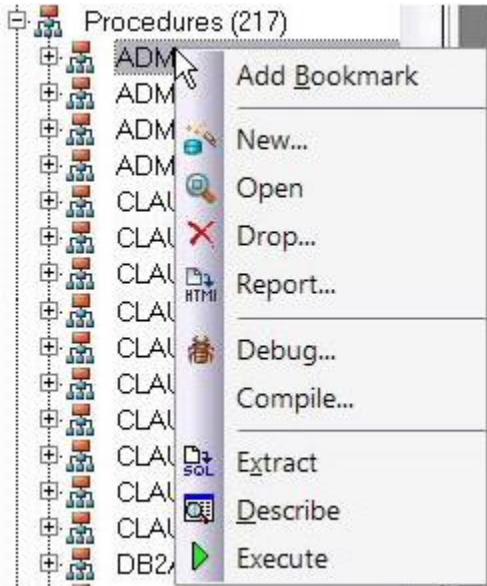 Procedures (217)
ADM
Add Bookmark
ADM
ADM
New...
ADM
Open
CLAU
CLAU
Drop...
CLAU
HTML
Report...
CLAU
CLAU
Debug...
CLAU
Compile...
CLAU
CLAU
SQL
Extract
CLAU
Describe
CLAU
DB2
Execute